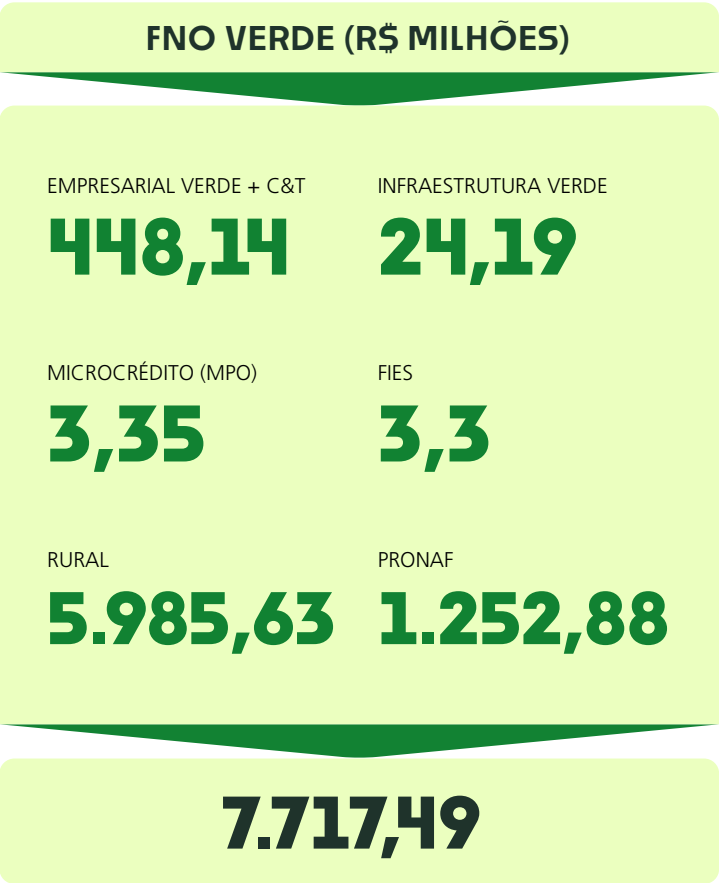 FNO VERDE (R$ MILHÕES)
EMPRESARIAL VERDE + C&T
448,14
INFRAESTRUTURA VERDE
24,19
MICROCRÉDITO (MPO)
3,35
FIES
3,3
RURAL
5.985,63
PRONAF
1.252,88
7.717,49